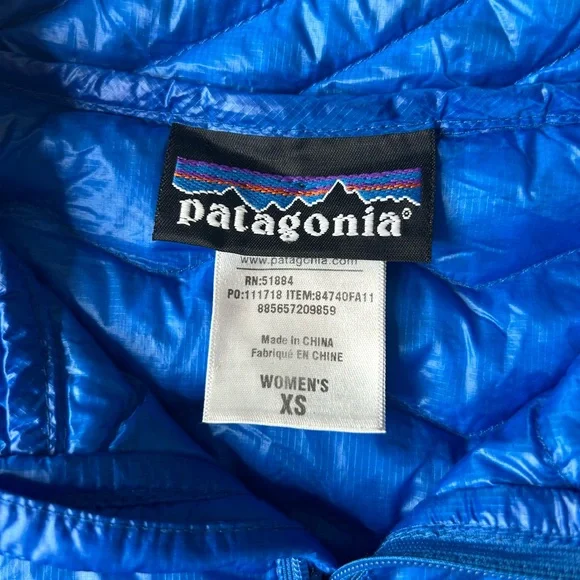 patagonia®
www.patagonia.com
RN:51884
PO:111718 ITEM:84740FA11
885657209859
Made in CHINA
Fabriqué EN CHINE
WOMEN'S
XS